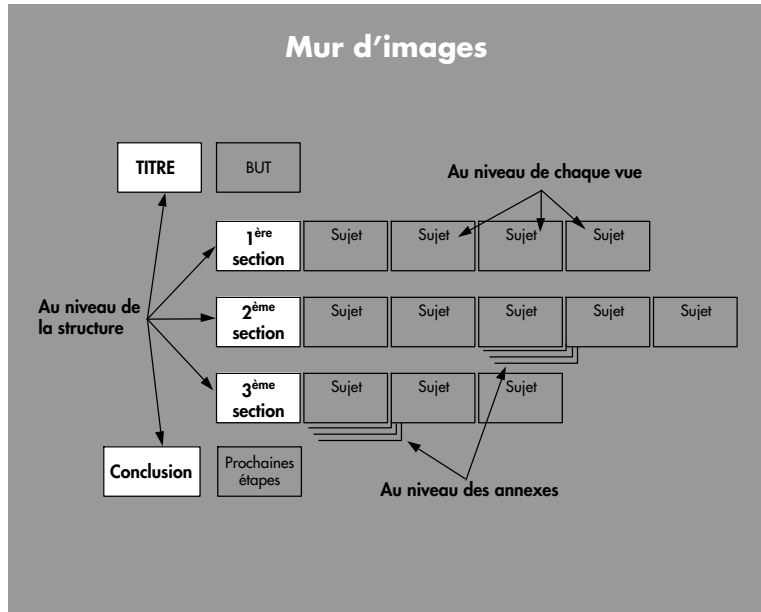 Mur d’images
TITRE
BUT
Au niveau de chaque vue
1ère
section
Sujet
Sujet
Sujet
Sujet
Au niveau de
la structure
2ème
section
Sujet
Sujet
Sujet
Sujet
Sujet
3ème
section
Sujet
Sujet
Sujet
Conclusion
Prochaines
étapes
Au niveau des annexes